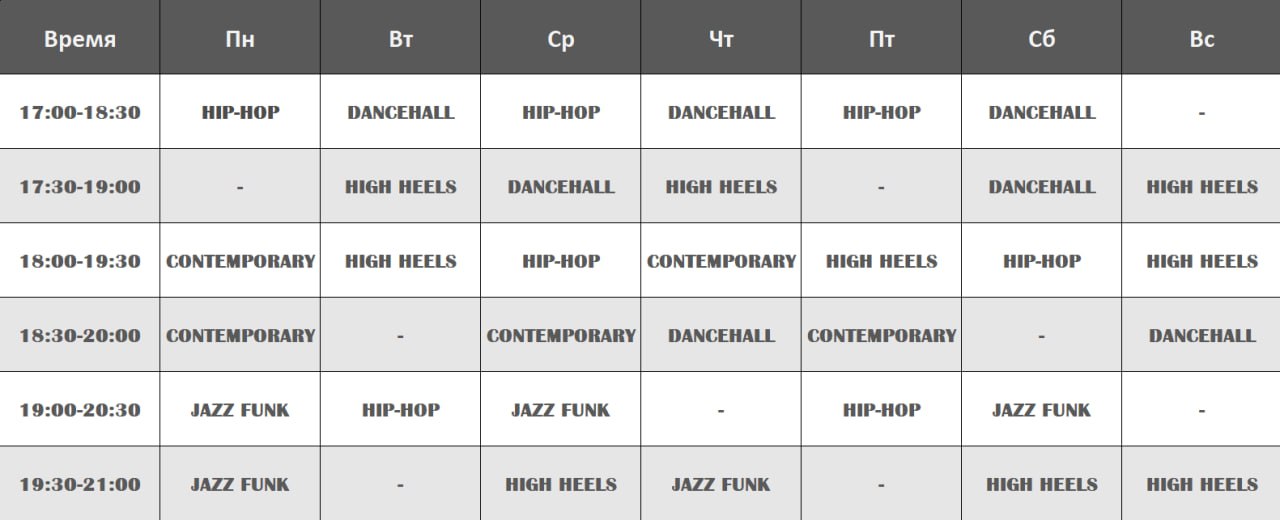 Время Пн Вт Ср Чт Пт Сб Вс
17:00-18:30 HIP-HOP DANCEHALL HIP-HOP DANCEHALL HIP-HOP DANCEHALL -
17:30-19:00 - HIGH HEELS DANCEHALL HIGH HEELS - DANCEHALL HIGH HEELS
18:00-19:30 CONTEMPORARY HIGH HEELS HIP-HOP CONTEMPORARY HIGH HEELS HIP-HOP HIGH HEELS
18:30-20:00 CONTEMPORARY - CONTEMPORARY DANCEHALL CONTEMPORARY - DANCEHALL
19:00-20:30 JAZZ FUNK HIP-HOP JAZZ FUNK - HIP-HOP JAZZ FUNK -
19:30-21:00 JAZZ FUNK - HIGH HEELS JAZZ FUNK - HIGH HEELS HIGH HEELS